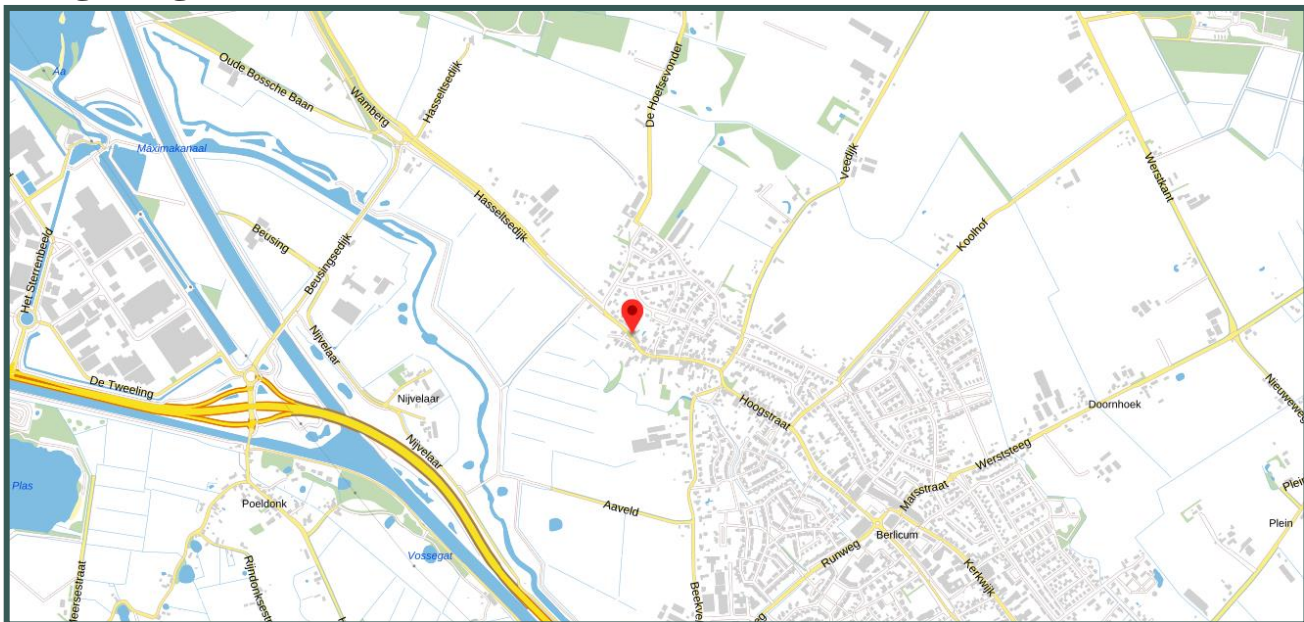 Aa
Oude Bossche Baan
Wamberg
Hasseltsedijk
De Hoefsevonder
Maximakanaal
Veedijk
Werstkant
Hasseltsedijk
Beusing
Beusingsedijk
Koolhof
Het Sterrenbeeld
Nijvelaar
De Tweeling
Nijvelaar
Hoogstraat
Doornhoek
Nieuweweg
Nijvelaar
Werststeeg
Plas
Poeldonk
Aaveld
Marsstraat
Plein
Plein
Berlicum
Vossegat
Runweg
Kerkwijk